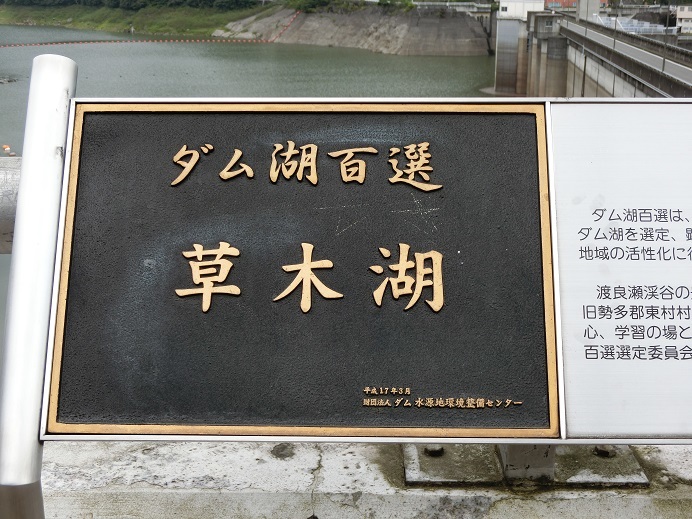 ダム湖百選
草木湖
平成17年3月
財団法人 ダム水源地環境整備センター
ダム湖百選は、
ダム湖を選定、顕
地域の活性化に役
渡良瀬渓谷の
旧勢多郡東村村
心、学習の場と
百選選定委員会